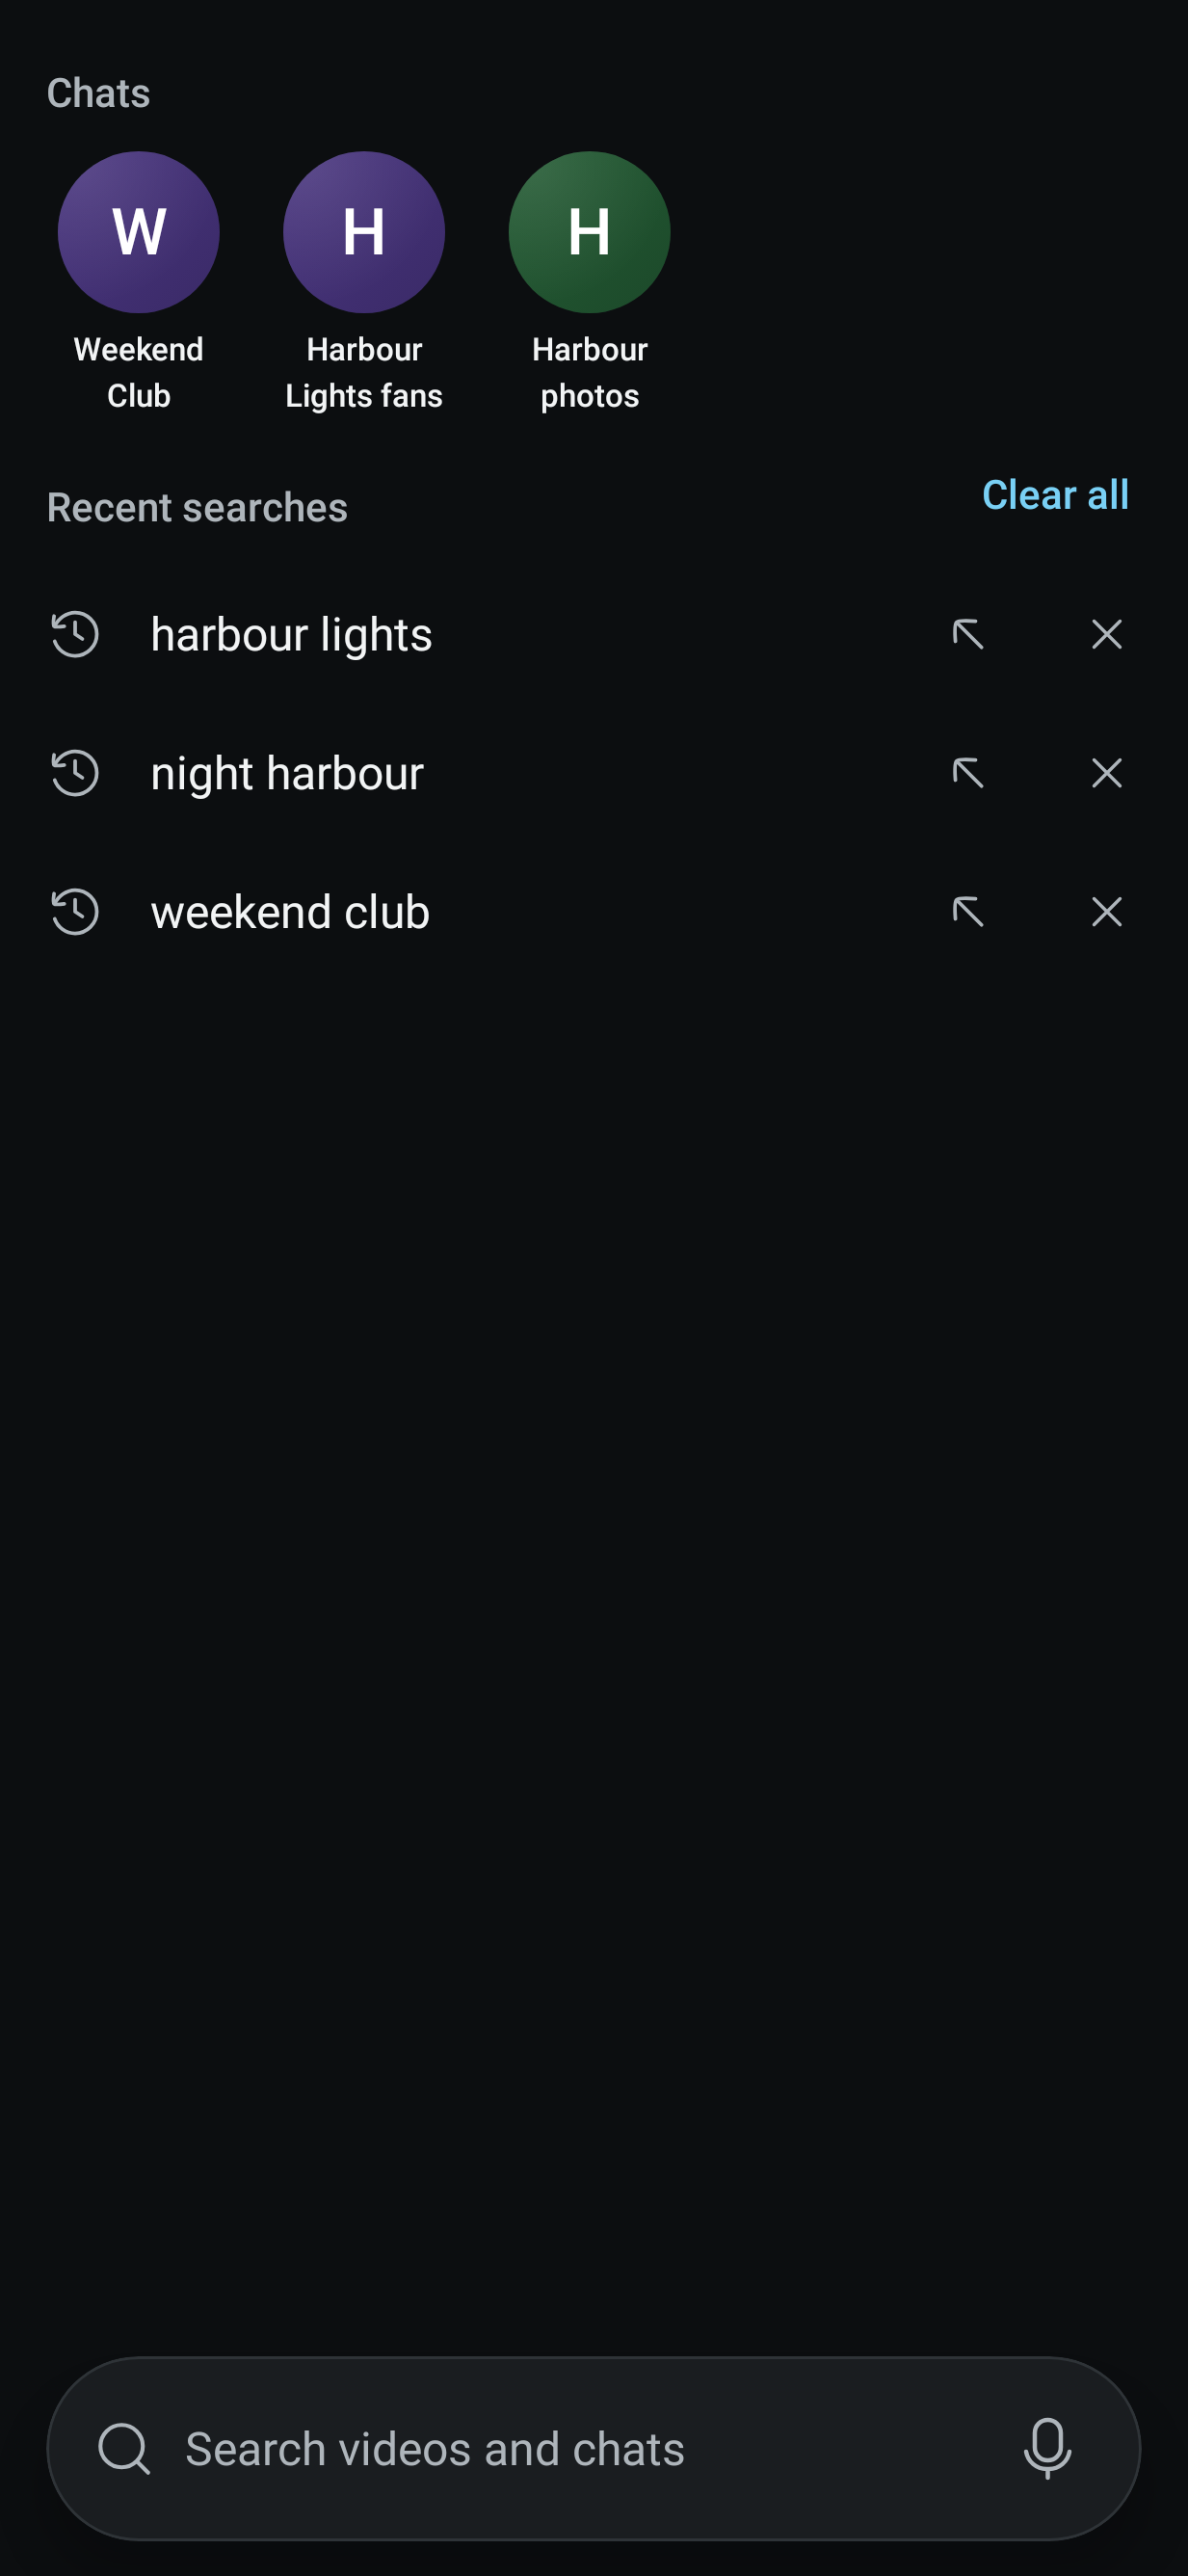 Chats
W
H
H
Weekend
Club
Harbour
Lights fans
Harbour
photos
Recent searches
Clear all
harbour lights
night harbour
weekend club
Search videos and chats